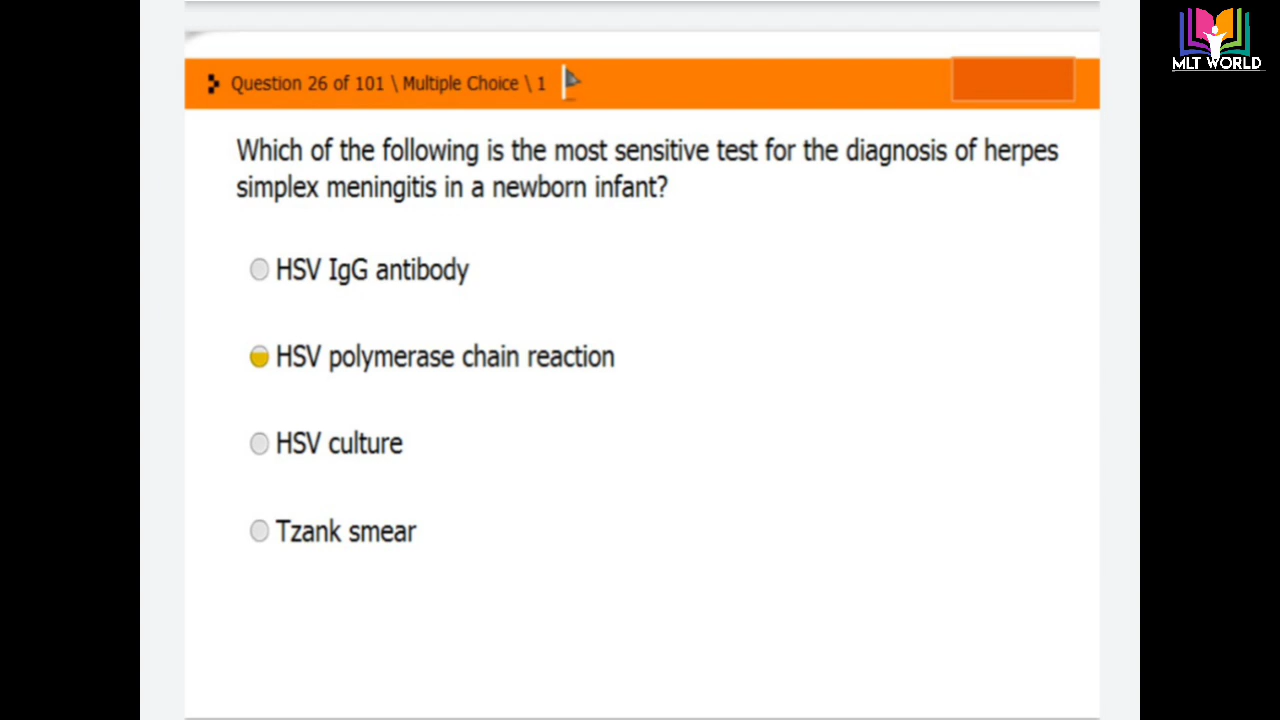 MLT WORLD
Question 26 of 101 \ Multiple Choice \ 1
Which of the following is the most sensitive test for the diagnosis of herpes
simplex meningitis in a newborn infant?
HSV IgG antibody
HSV polymerase chain reaction
HSV culture
Tzank smear